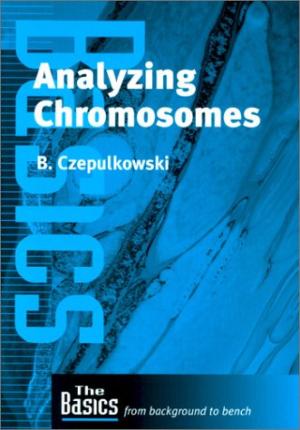 BASICS
Analyzing
Chromosomes
B. Czepulkowski
The
Basics
from background to bench